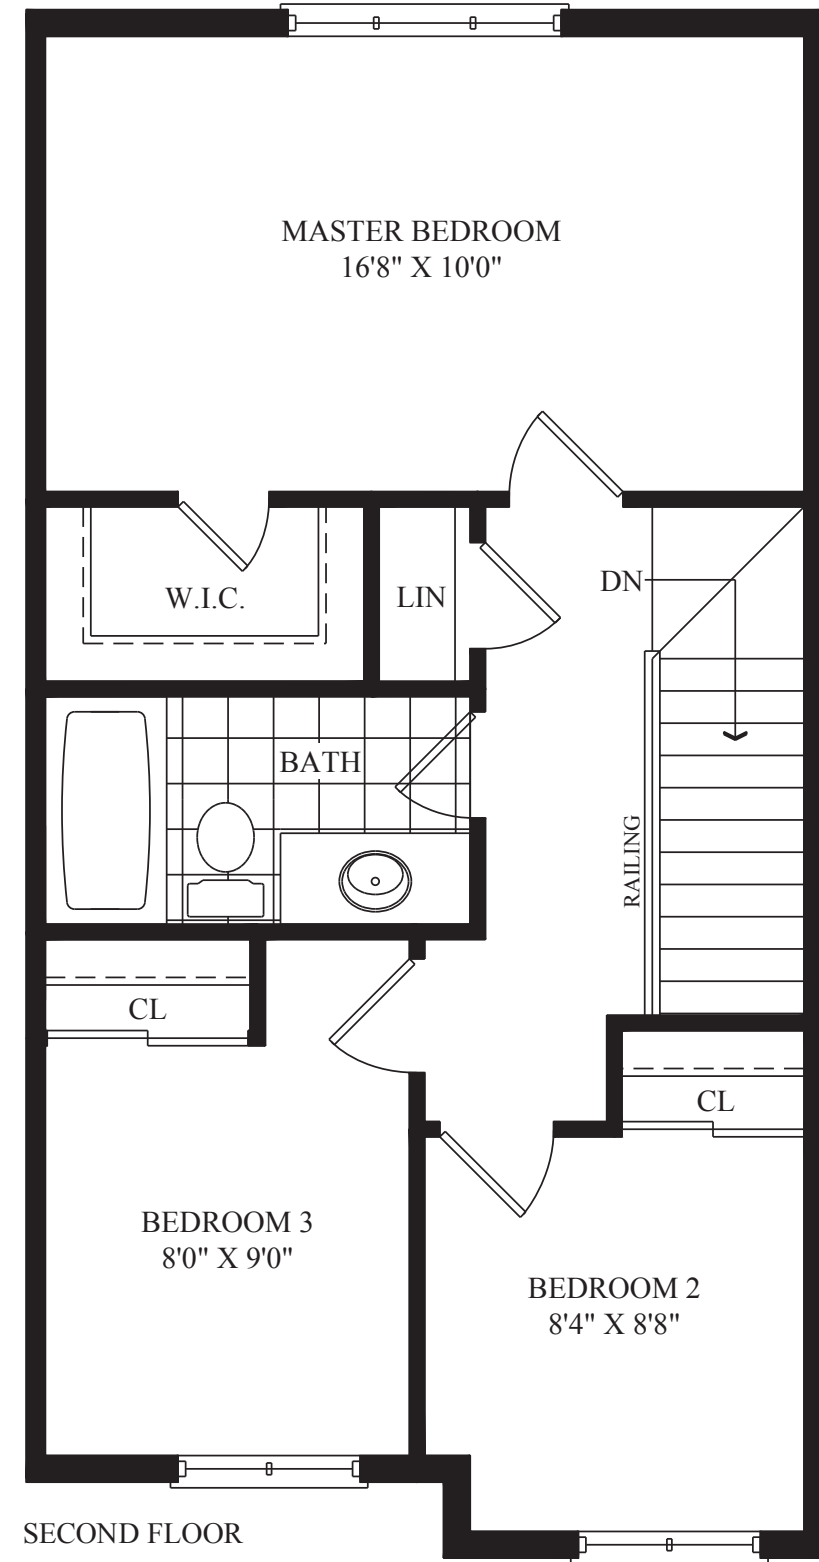 MASTER BEDROOM
16'8" X 10'0"
W.I.C.
LIN
DN
BATH
RAILING
CL
CL
BEDROOM 3
8'0" X 9'0"
BEDROOM 2
8'4" X 8'8"
SECOND FLOOR